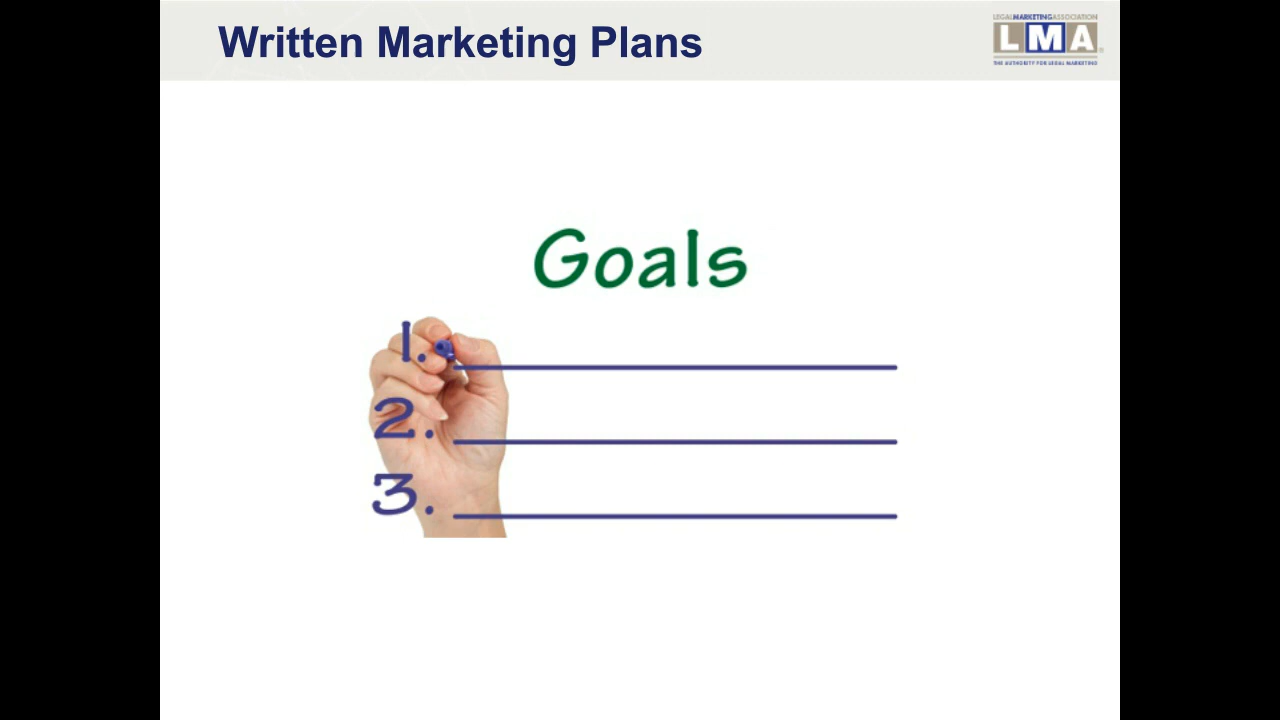 Written Marketing Plans
LEGALMARKETINGASSOCIATION
LMA®
THE AUTHORITY FOR LEGAL MARKETING
Goals
1.
2.
3.